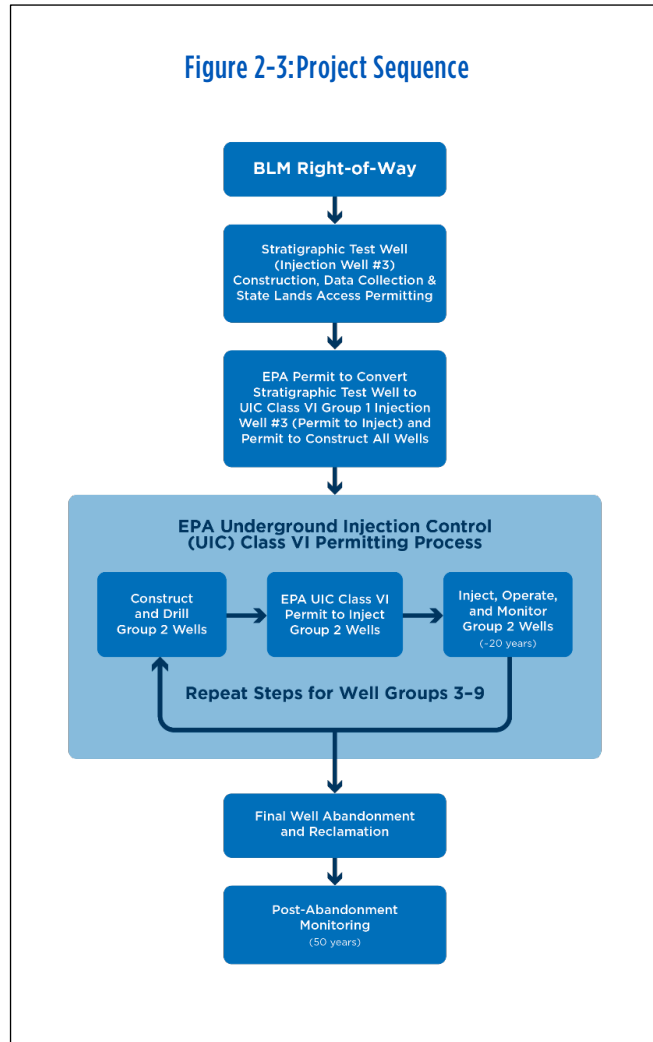 Figure 2-3:Project Sequence
BLM Right-of-Way
Stratigraphic Test Well
(Injection Well #3)
Construction, Data Collection &
State Lands Access Permitting
EPA Permit to Convert
Stratigraphic Test Well to
UIC Class VI Group 1 Injection
Well #3 (Permit to Inject) and
Permit to Construct All Wells
EPA Underground Injection Control
(UIC) Class VI Permitting Process
Construct
and Drill
Group 2 Wells
EPA UIC Class VI
Permit to Inject
Group 2 Wells
Inject, Operate,
and Monitor
Group 2 Wells
(~20 years)
Repeat Steps for Well Groups 3–9
Final Well Abandonment
and Reclamation
Post-Abandonment
Monitoring
(50 years)